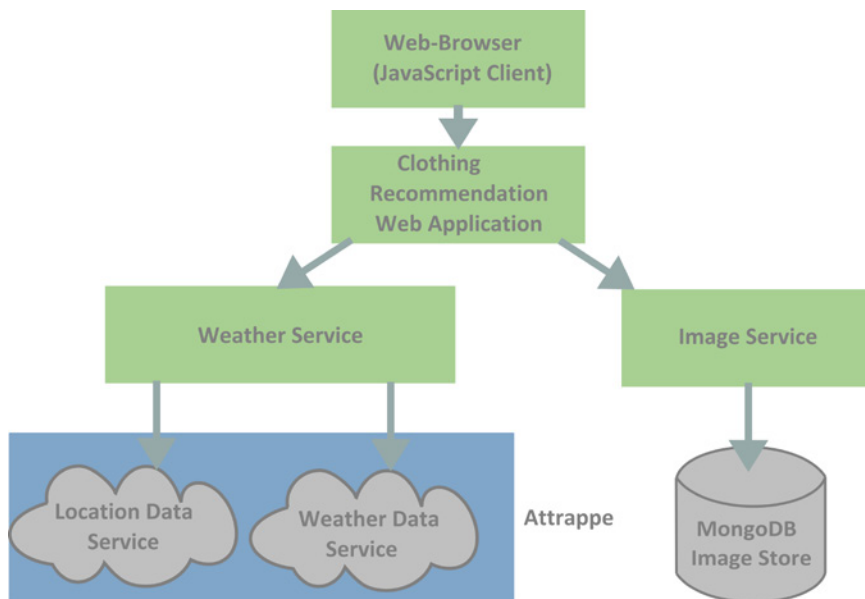 Web-Browser
(JavaScript Client)
Clothing
Recommendation
Web Application
Weather Service
Image Service
Location Data
Service
Weather Data
Service
Attrappe
MongoDB
Image Store